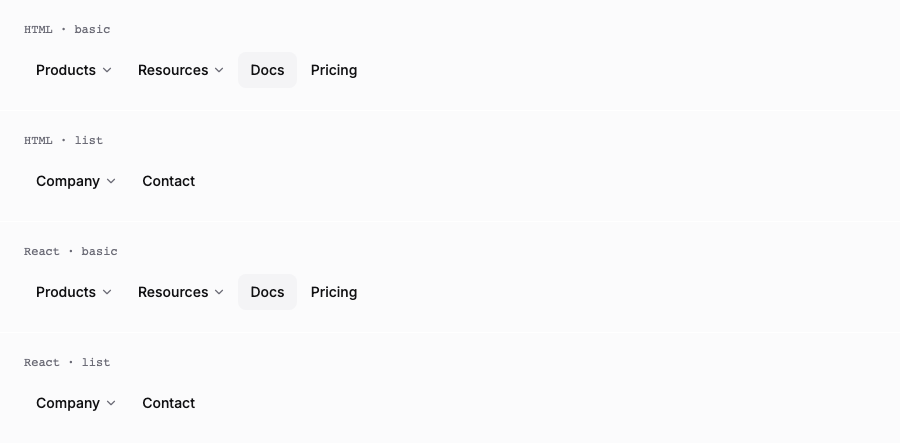 HTML · basic
Products Resources Docs Pricing
HTML · list
Company Contact
React · basic
Products Resources Docs Pricing
React · list
Company Contact